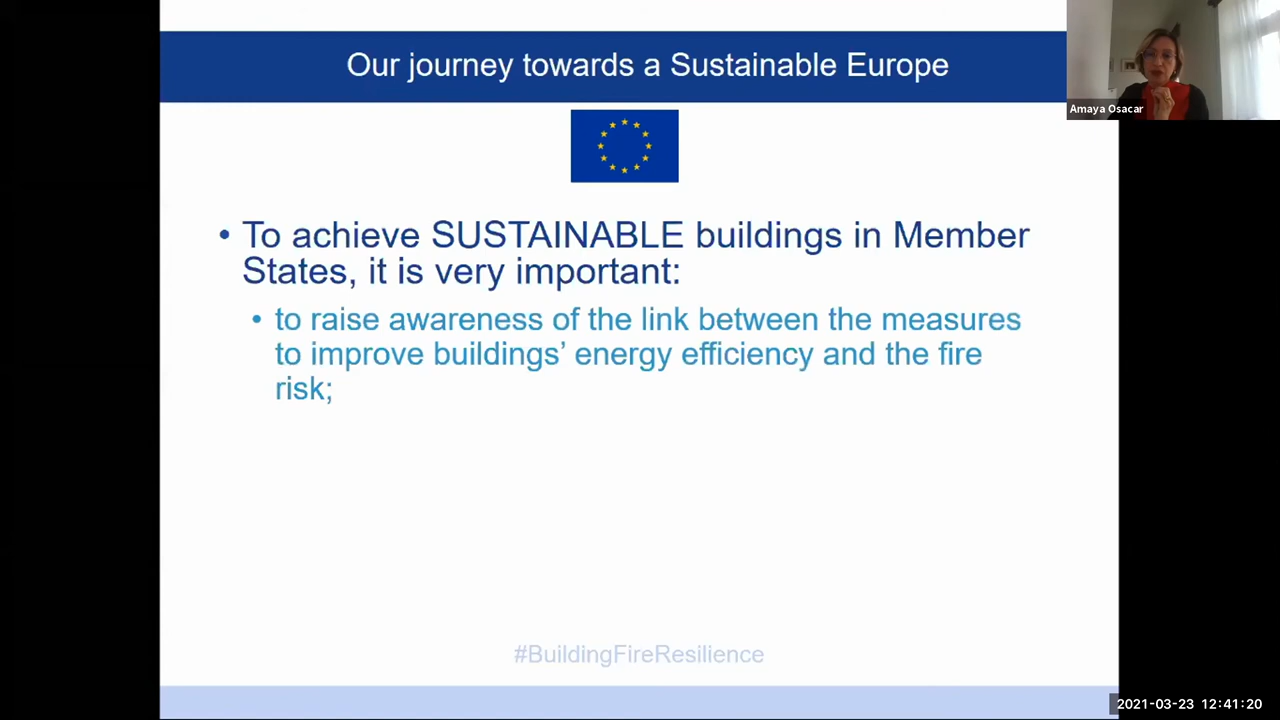 Our journey towards a Sustainable Europe
Amaya Osacar
• To achieve SUSTAINABLE buildings in Member
States, it is very important:
• to raise awareness of the link between the measures
to improve buildings’ energy efficiency and the fire
risk;
#BuildingFireResilience
2021-03-23 12:41:20